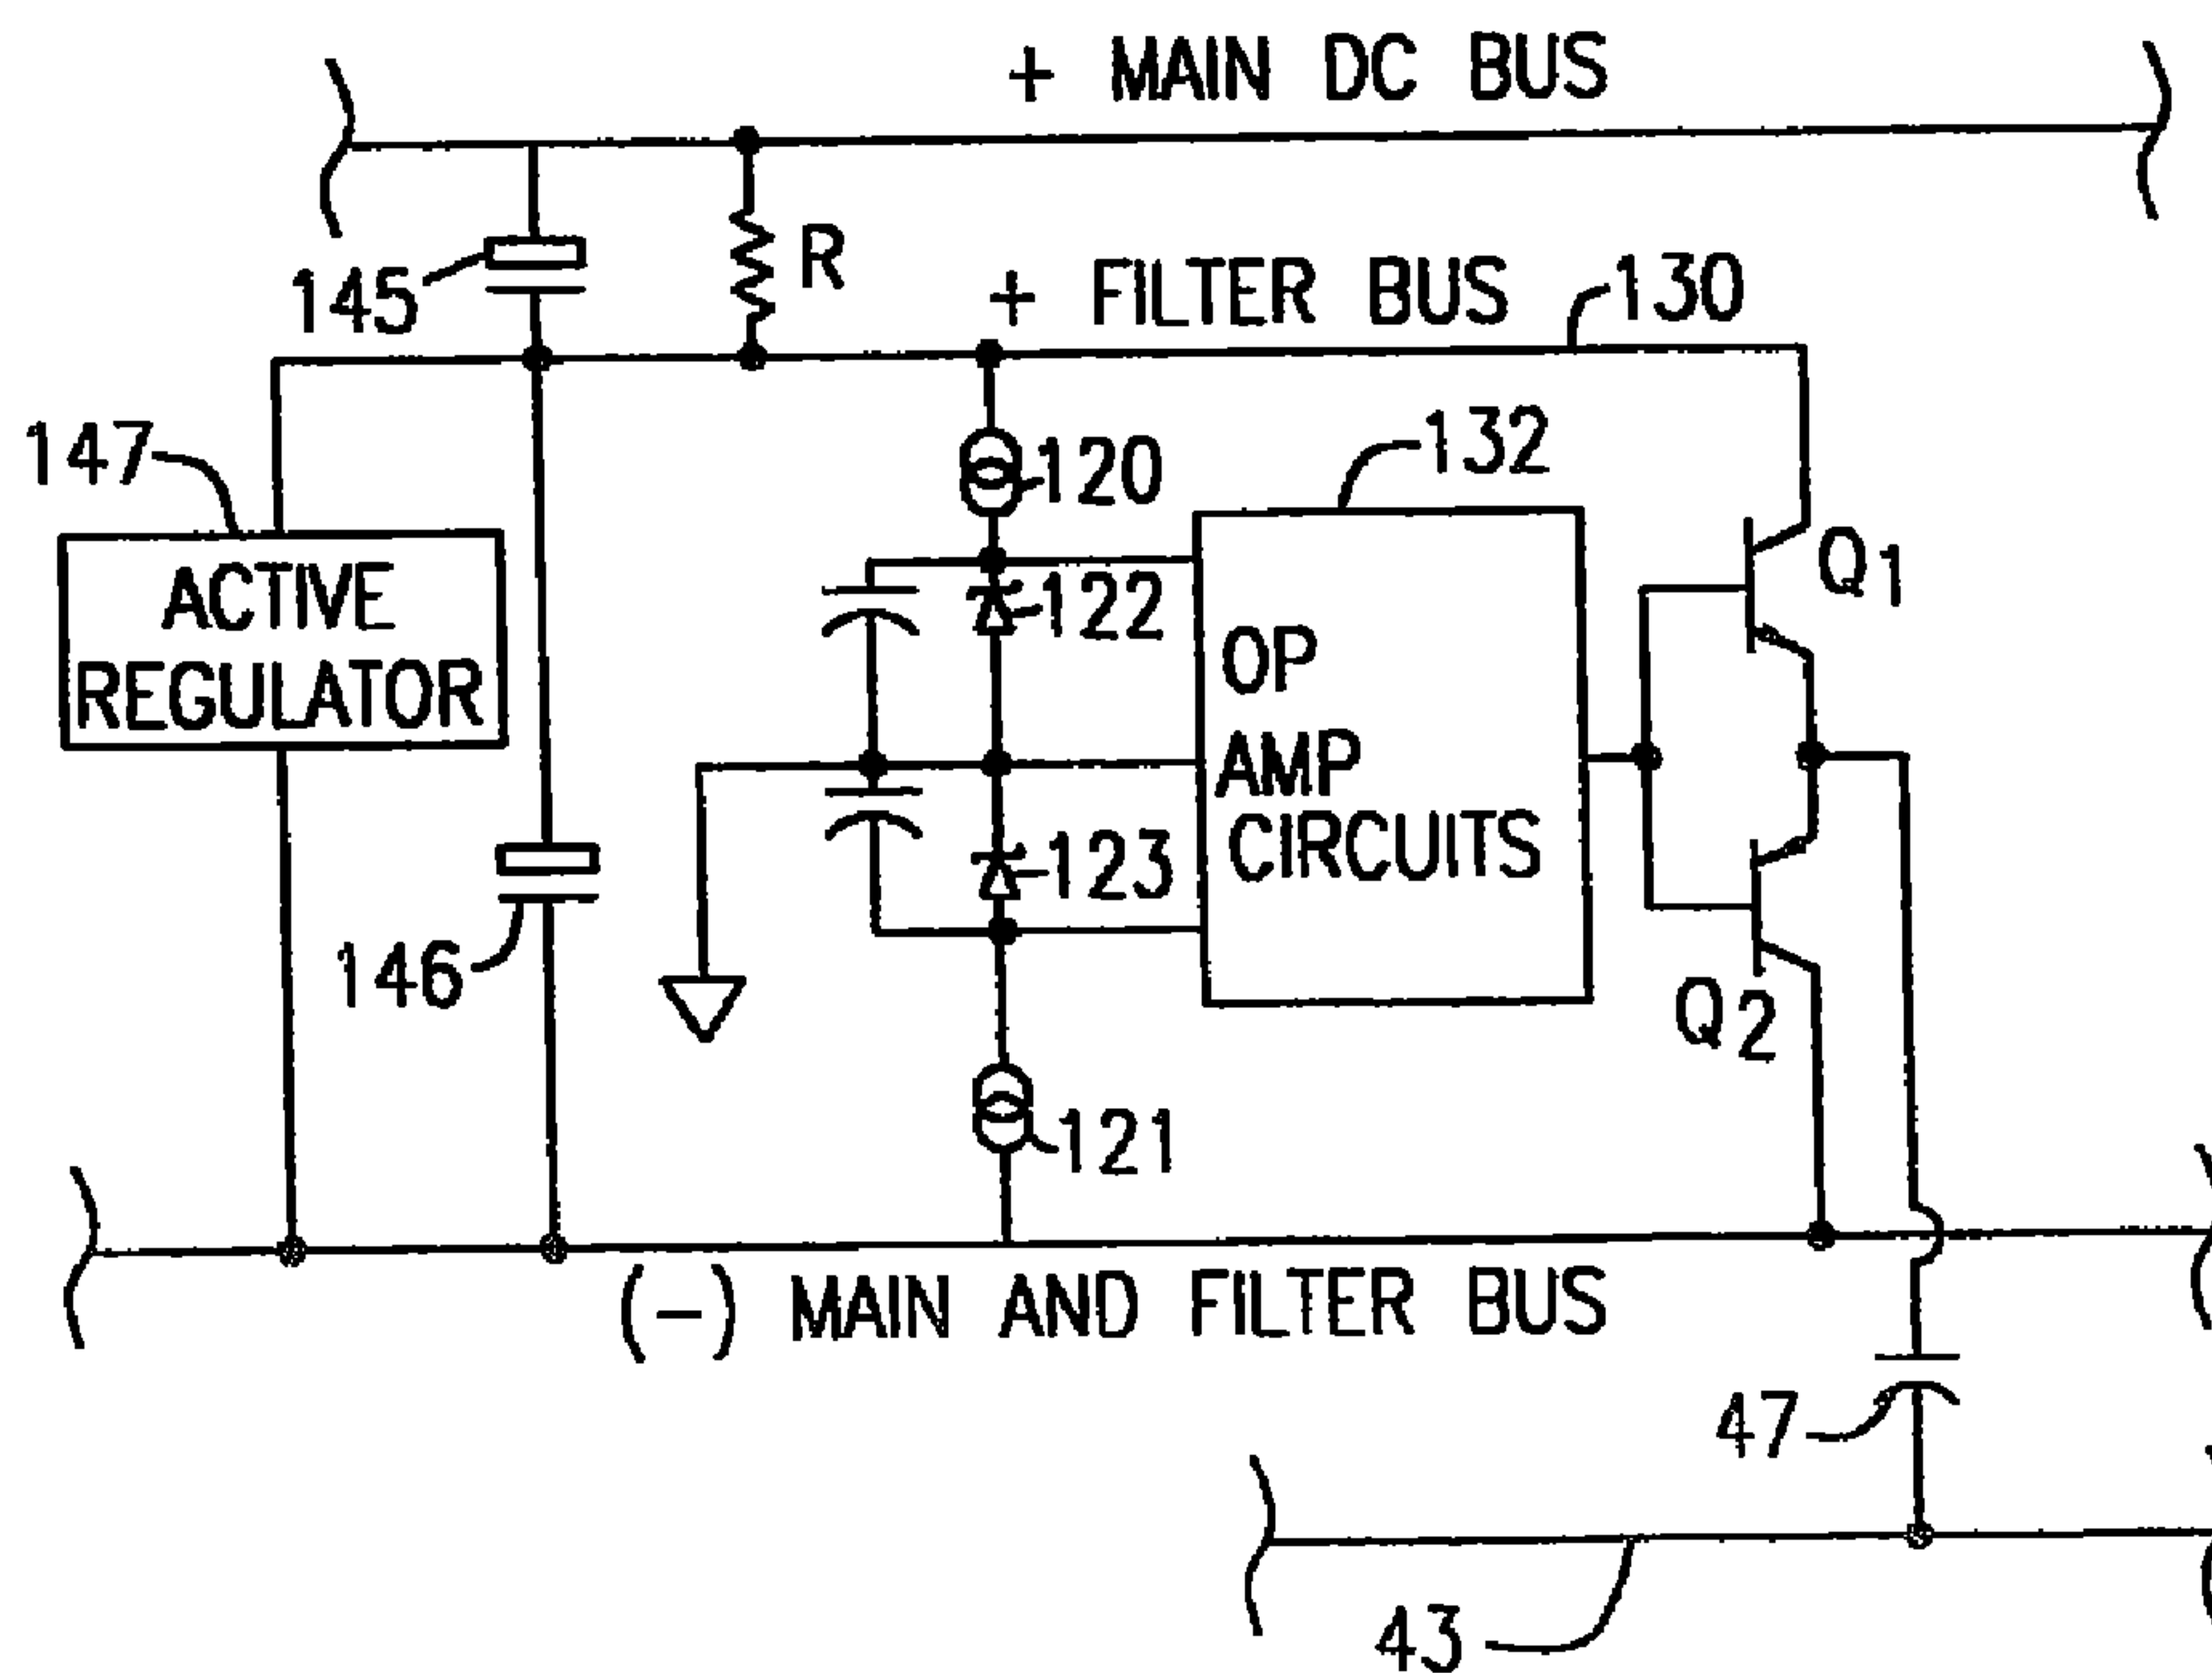 + MAIN DC BUS
145
R
+ FILTER BUS
130
147
120
132
ACTIVE
REGULATOR
122
OP
AMP
CIRCUITS
Q1
123
146
Q2
121
(-) MAIN AND FILTER BUS
47
43